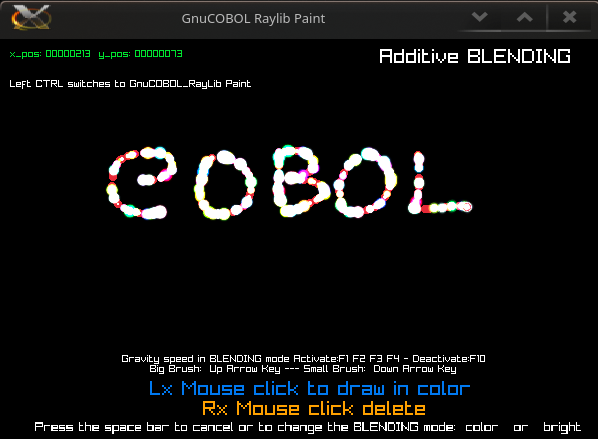 GnuCOBOL Raylib Paint
x_pos: 00000213 y_pos: 00000073
Additive BLENDING
Left CTRL switches to GnuCOBOL_RayLib Paint
COBOL
Gravity speed in BLENDING mode Activate:F1 F2 F3 F4 - Deactivate:F10
Big Brush: Up Arrow Key --- Small Brush: Down Arrow Key
Lx Mouse click to draw in color
Rx Mouse click delete
Press the space bar to cancel or to change the BLENDING mode: color or bright